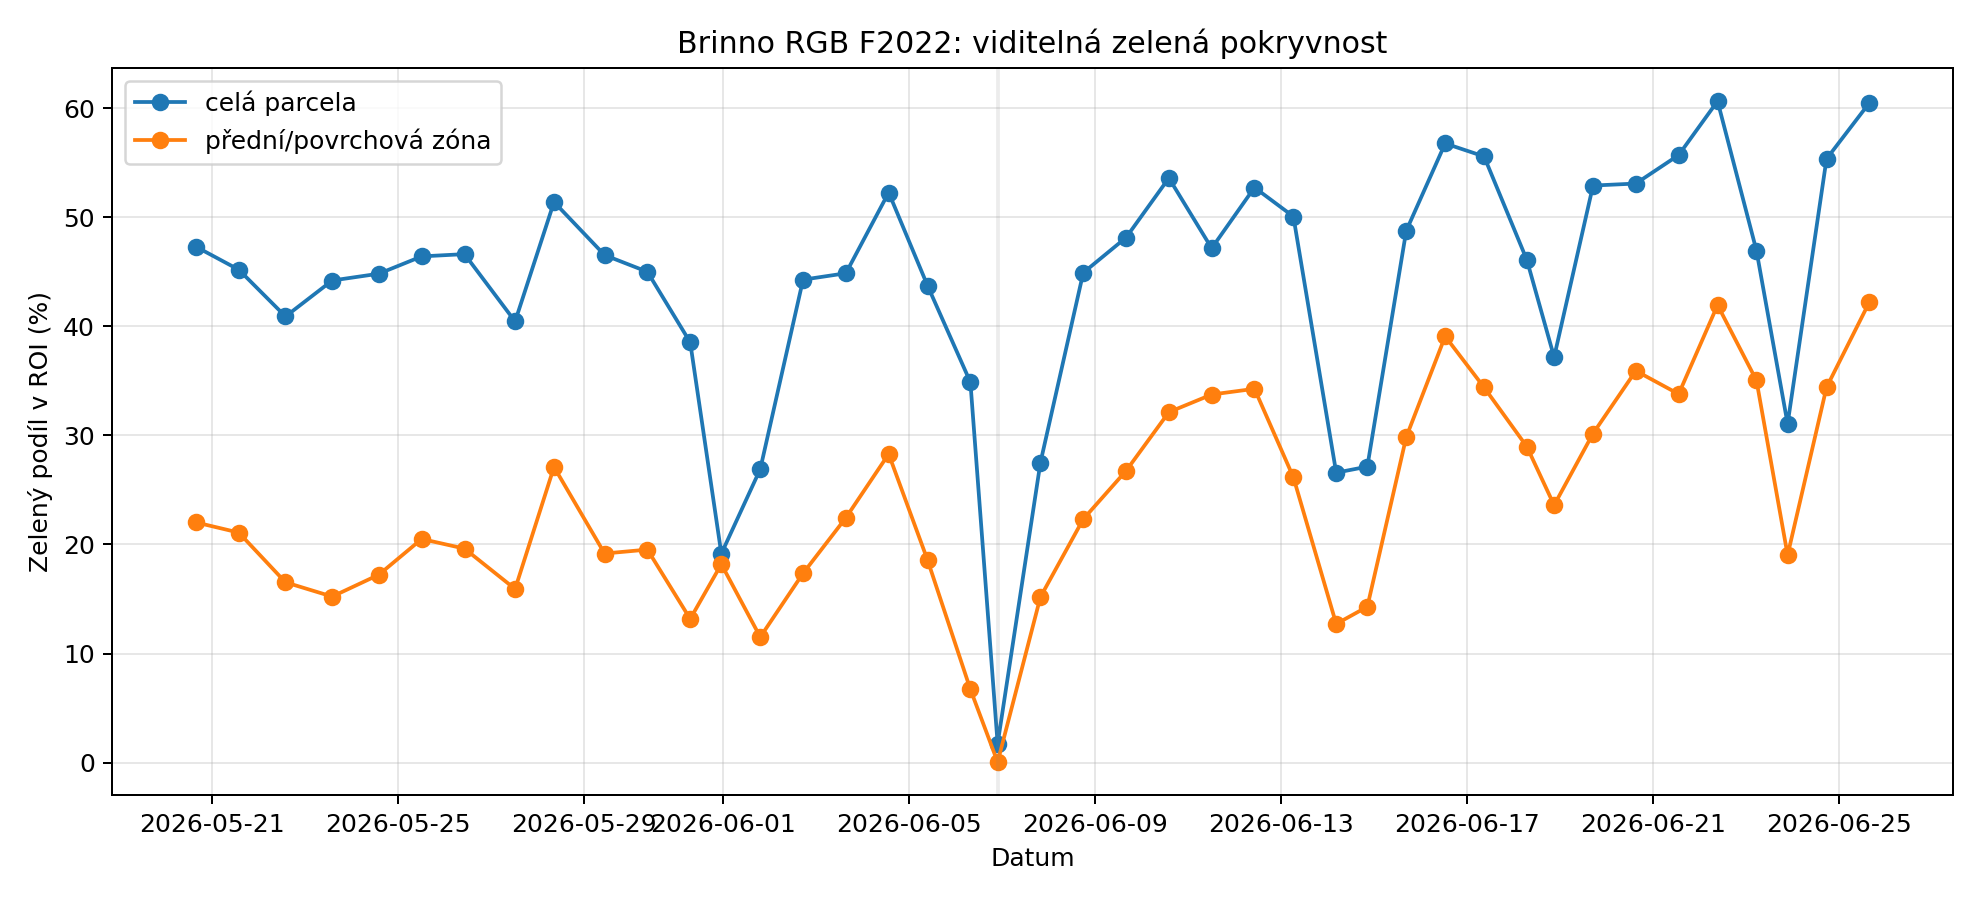 Brinno RGB F2022: viditelná zelená pokryvnost
celá parcela
přední/povrchová zóna
Zelený podíl v ROI (%)
60
50
40
30
20
10
0
2026-05-21 2026-05-25 2026-05-29 2026-06-01 2026-06-05 2026-06-09 2026-06-13 2026-06-17 2026-06-21 2026-06-25
Datum